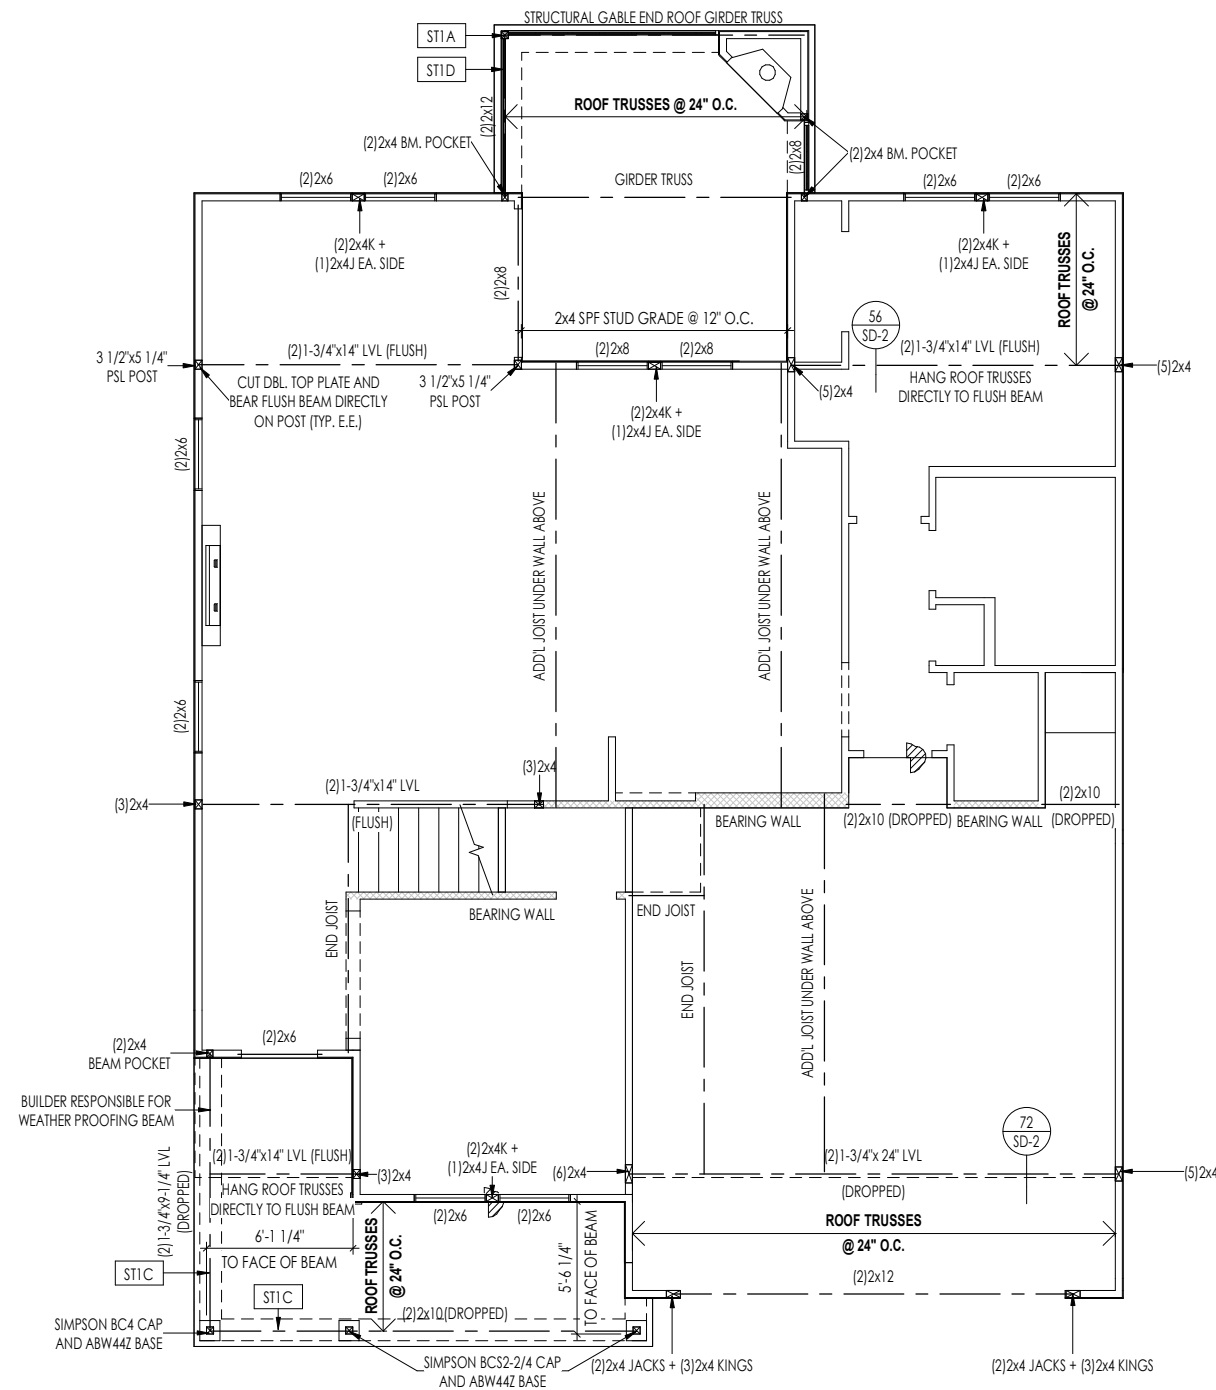 STRUCTURAL GABLE END ROOF GIRDER TRUSS
ST1A
ST1D
ROOF TRUSSES @ 24" O.C.
(2)2x12
(2)2x4 BM. POCKET
(2)2x8
(2)2x4 BM. POCKET
(2)2x6
(2)2x6
GIRDER TRUSS
(2)2x6
(2)2x6
(2)2x4K +
(1)2x4J EA. SIDE
(2)2x8
(2)2x4K +
(1)2x4J EA. SIDE
ROOF TRUSSES
@ 24" O.C.
2x4 SPF STUD GRADE @ 12" O.C.
56
SD-2
3 1/2"x5 1/4"
PSL POST
(2)1-3/4"x14" LVL (FLUSH)
(2)2x8
(2)2x8
(2)1-3/4"x14" LVL (FLUSH)
(5)2x4
CUT DBL. TOP PLATE AND
BEAR FLUSH BEAM DIRECTLY
ON POST (TYP. E.E.)
3 1/2"x5 1/4"
PSL POST
HANG ROOF TRUSSES
DIRECTLY TO FLUSH BEAM
(5)2x4
(2)2x4K +
(1)2x4J EA. SIDE
(2)2x6
ADD'L JOIST UNDER WALL ABOVE
ADD'L JOIST UNDER WALL ABOVE
(2)2x6
(3)2x4
(3)2x4
(2)1-3/4"x14" LVL
(FLUSH)
(2)2x10
BEARING WALL
(2)2x10 (DROPPED)
BEARING WALL
(DROPPED)
BEARING WALL
END JOIST
END JOIST
END JOIST
ADD'L JOIST UNDER WALL ABOVE
(2)2x4
BEAM POCKET
(2)2x6
BUILDER RESPONSIBLE FOR
WEATHER PROOFING BEAM
72
SD-2
(2)1-3/4"x9-1/4" LVL
(DROPPED)
(2)1-3/4"x14" LVL (FLUSH)
(3)2x4
(2)2x4K +
(1)2x4J EA. SIDE
(6)2x4
(2)1-3/4"x 24" LVL
(DROPPED)
(5)2x4
HANG ROOF TRUSSES
DIRECTLY TO FLUSH BEAM
6'-1 1/4"
TO FACE OF BEAM
(2)2x6
(2)2x6
ROOF TRUSSES
@ 24" O.C.
5'-6 1/4"
TO FACE OF BEAM
ROOF TRUSSES
@ 24" O.C.
(2)2x12
ST1C
ST1C
(2)2x10(DROPPED)
SIMPSON BC4 CAP
AND ABW44Z BASE
SIMPSON BCS2-2/4 CAP
AND ABW44Z BASE
(2)2x4 JACKS + (3)2x4 KINGS
(2)2x4 JACKS + (3)2x4 KINGS